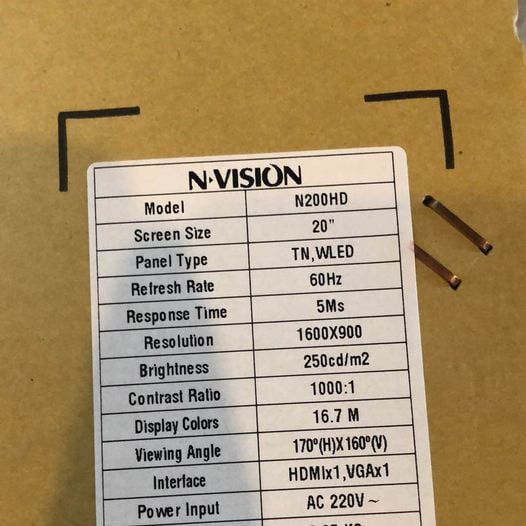 N-VISION
Model N200HD
Screen Size 20"
Panel Type TN,WLED
Refresh Rate 60Hz
Response Time 5Ms
Resolution 1600X900
Brightness 250cd/m2
Contrast Ratio 1000:1
Display Colors 16.7 M
Viewing Angle 170º(H)X160º(V)
Interface HDMIx1,VGAx1
Power Input AC 220V~